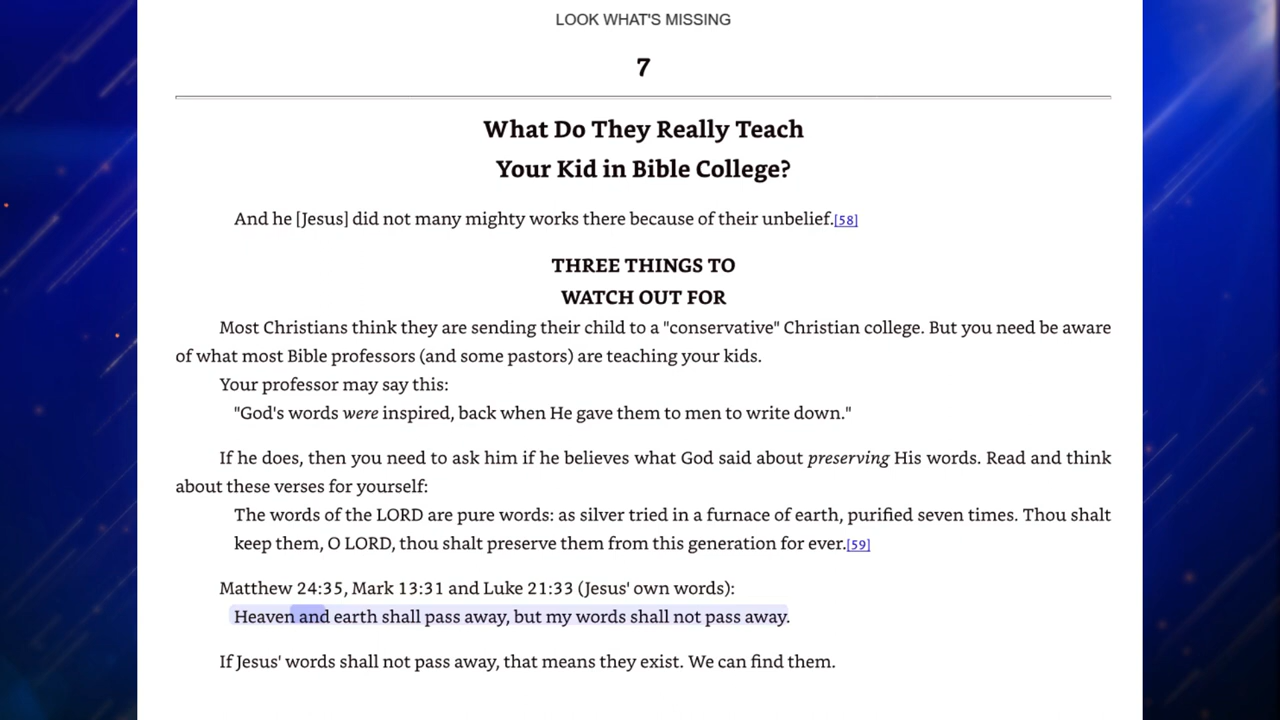 LOOK WHAT'S MISSING
7
What Do They Really Teach
Your Kid in Bible College?
And he [Jesus] did not many mighty works there because of their unbelief.[58]
THREE THINGS TO
WATCH OUT FOR
Most Christians think they are sending their child to a "conservative" Christian college. But you need be aware
of what most Bible professors (and some pastors) are teaching your kids.
Your professor may say this:
"God's words were inspired, back when He gave them to men to write down."
If he does, then you need to ask him if he believes what God said about preserving His words. Read and think
about these verses for yourself:
The words of the LORD are pure words: as silver tried in a furnace of earth, purified seven times. Thou shalt
keep them, O LORD, thou shalt preserve them from this generation for ever.[59]
Matthew 24:35, Mark 13:31 and Luke 21:33 (Jesus' own words):
Heaven and earth shall pass away, but my words shall not pass away.
If Jesus' words shall not pass away, that means they exist. We can find them.